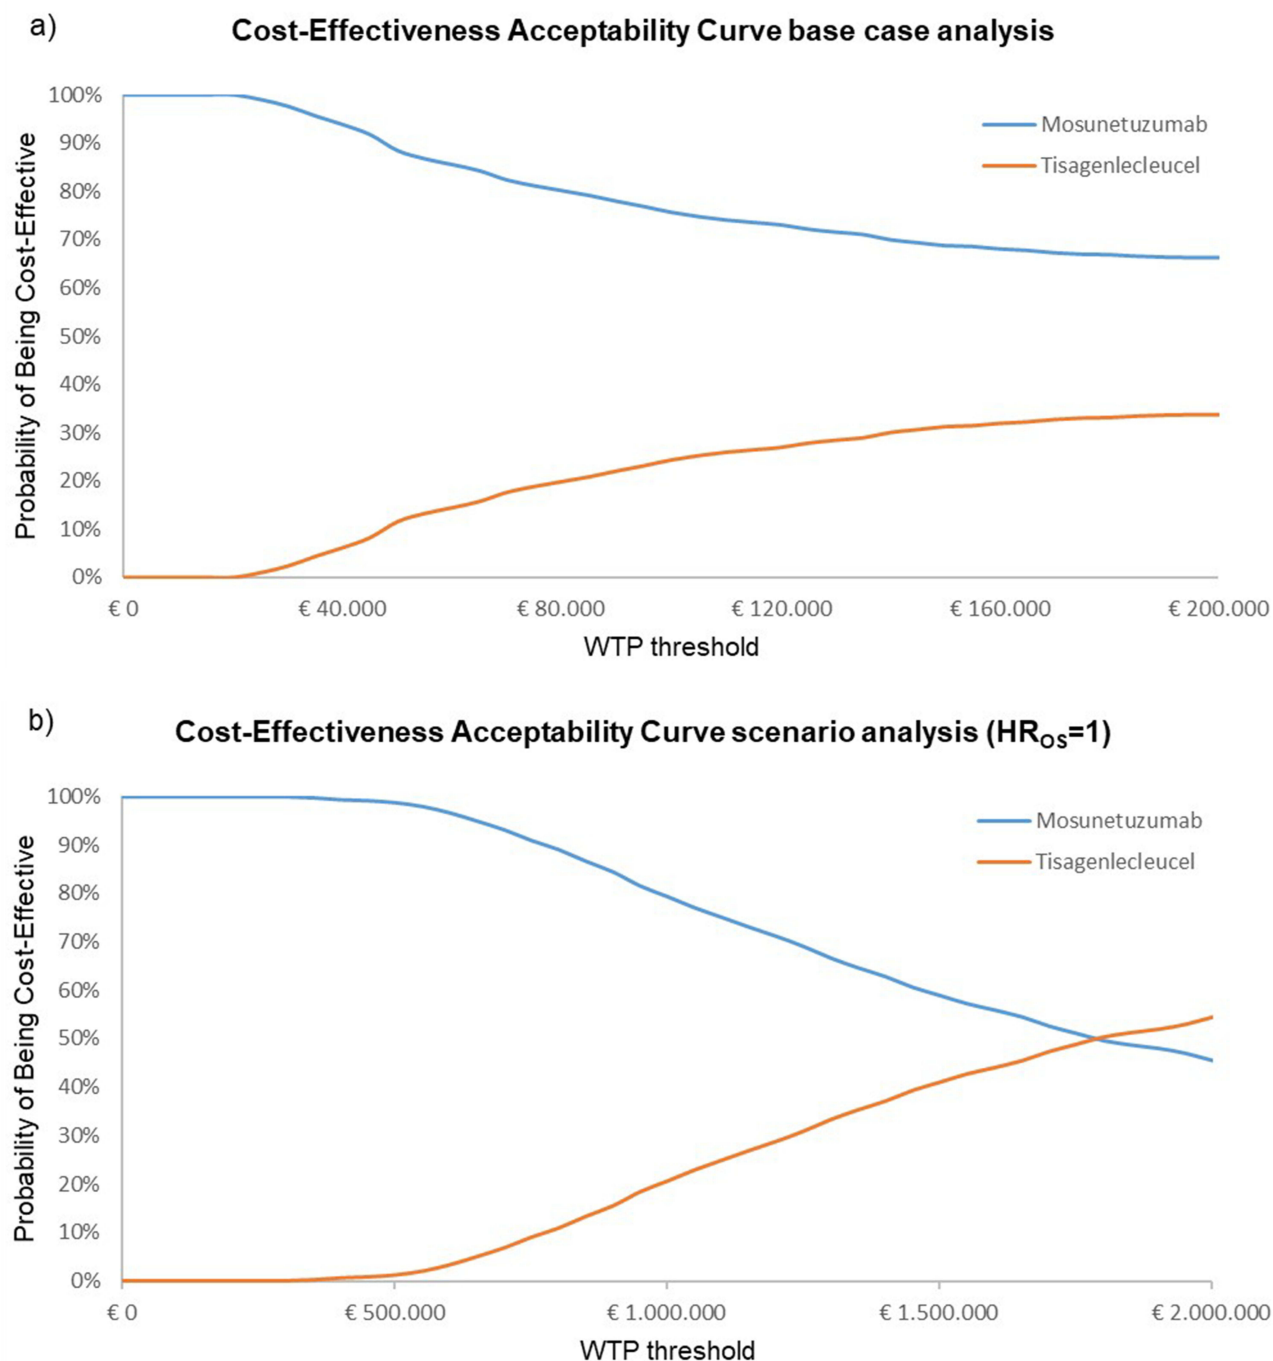 a)
Cost-Effectiveness Acceptability Curve base case analysis
Probability of Being Cost-Effective
100%
90%
80%
70%
60%
50%
40%
30%
20%
10%
0%
Mosunetuzumab
Tisagenlecleucel
€ 0 € 40.000 € 80.000 € 120.000 € 160.000 € 200.000
WTP threshold
b)
Cost-Effectiveness Acceptability Curve scenario analysis (HROS=1)
Probability of Being Cost-Effective
100%
90%
80%
70%
60%
50%
40%
30%
20%
10%
0%
Mosunetuzumab
Tisagenlecleucel
€ 0 € 500.000 € 1.000.000 € 1.500.000 € 2.000.000
WTP threshold